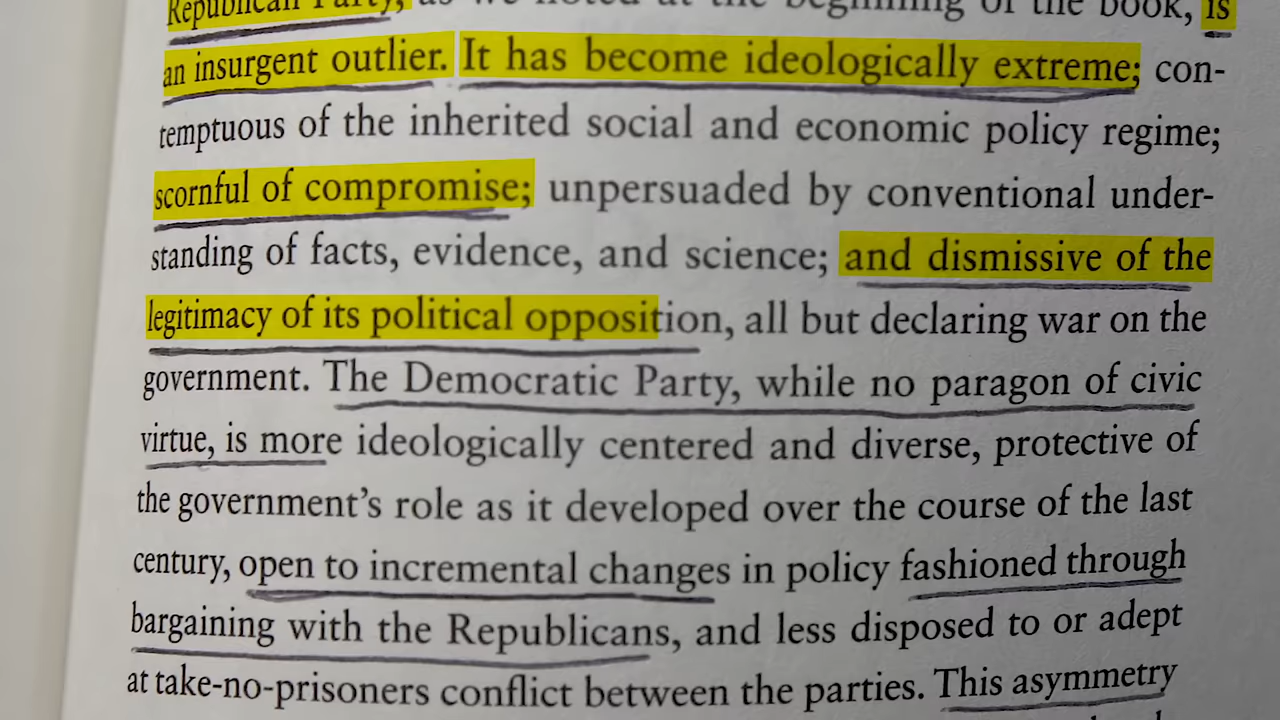 Republican Party, as we noted at the beginning of the book, is
an insurgent outlier. It has become ideologically extreme; con-
temptuous of the inherited social and economic policy regime;
scornful of compromise; unpersuaded by conventional under-
standing of facts, evidence, and science; and dismissive of the
legitimacy of its political opposition, all but declaring war on the
government. The Democratic Party, while no paragon of civic
virtue, is more ideologically centered and diverse, protective of
the government's role as it developed over the course of the last
century, open to incremental changes in policy fashioned through
bargaining with the Republicans, and less disposed to or adept
at take-no-prisoners conflict between the parties. This asymmetry